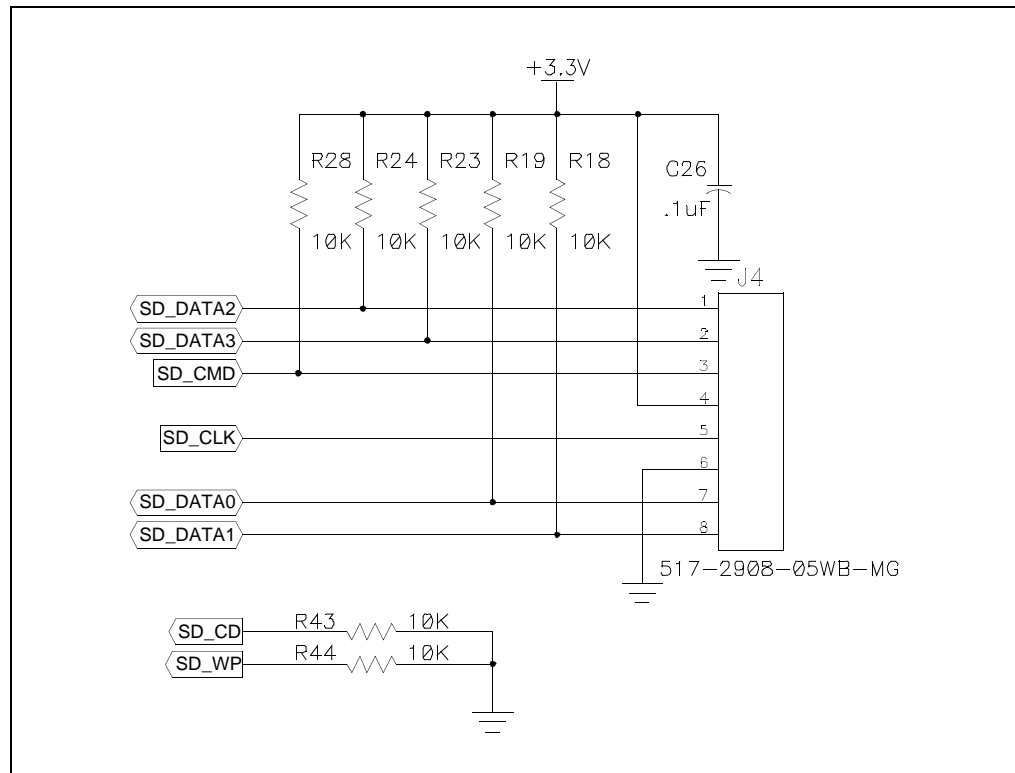 +3.3V
R28 R24 R23 R19 R18
C26
.1uF
10K 10K 10K 10K 10K
J4
SD_DATA2 1
SD_DATA3 2
SD_CMD 3
4
SD_CLK 5
6
SD_DATA0 7
SD_DATA1 8
517-2908-05WB-MG
SD_CD R43 10K
SD_WP R44 10K